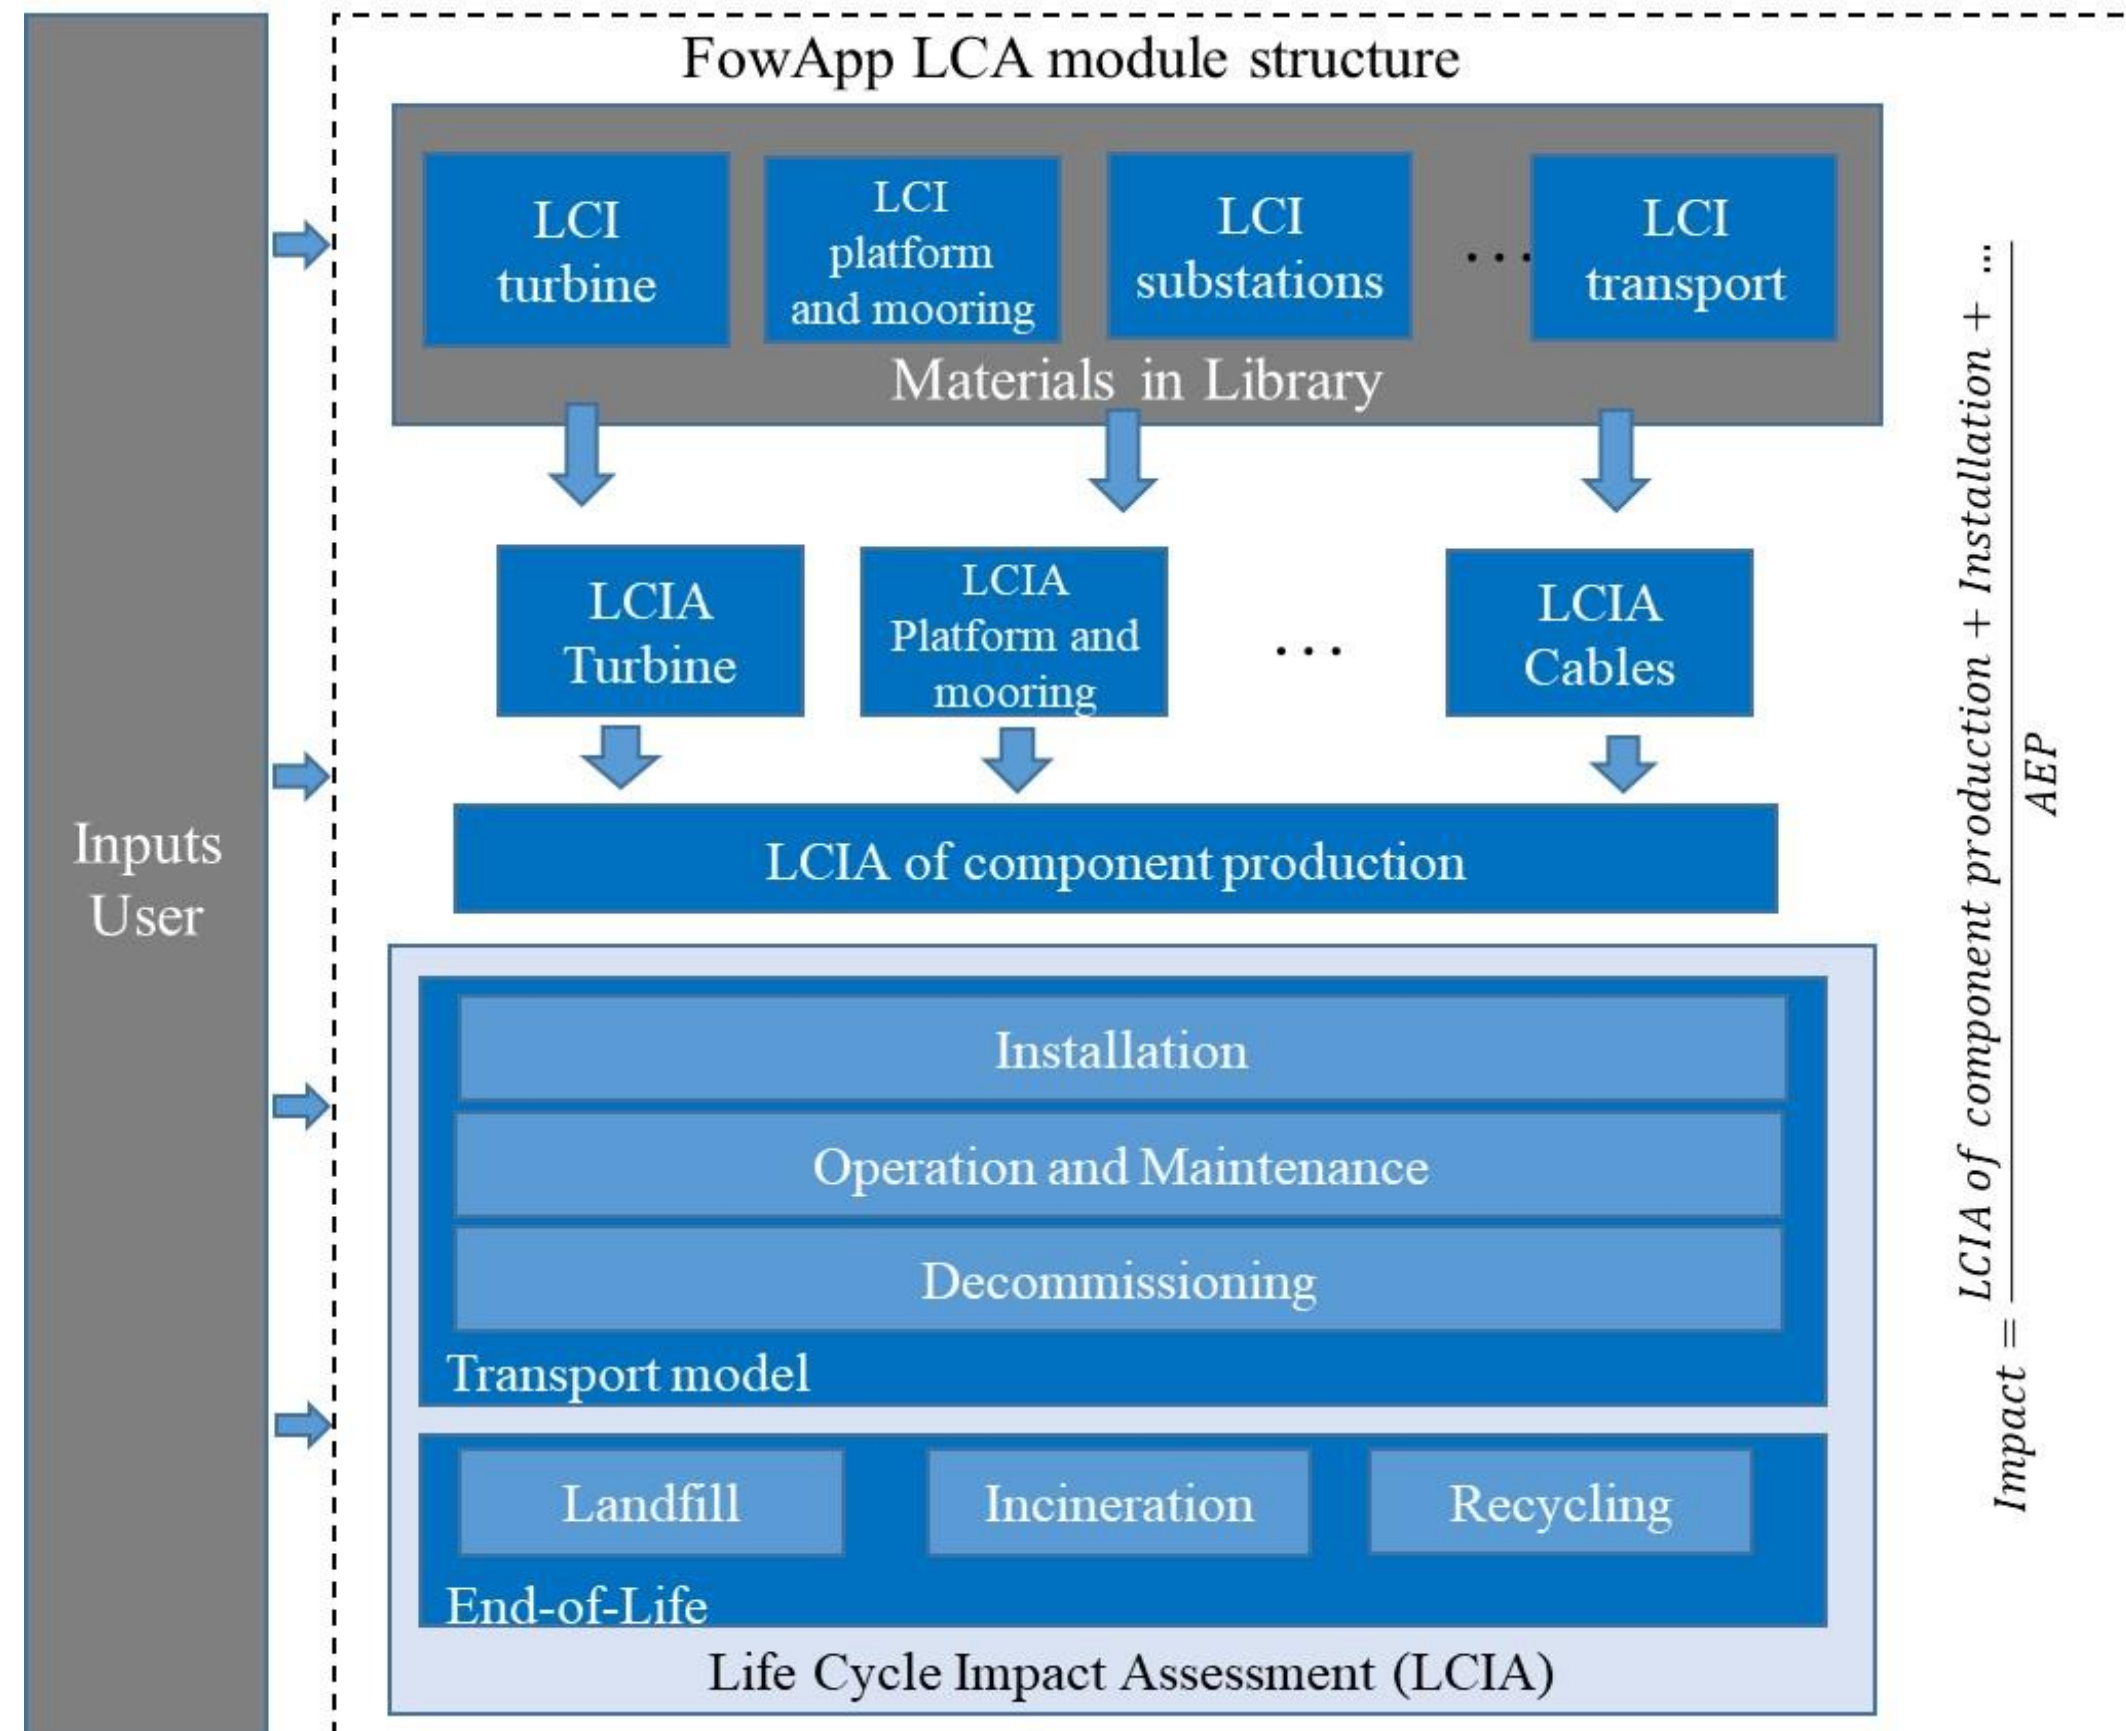 FowApp LCA module structure
LCI
turbine
LCI
platform
and mooring
LCI
substations
...
LCI
transport
Materials in Library
LCIA
Turbine
LCIA
Platform and
mooring
...
LCIA
Cables
LCIA of component production
Inputs
User
Installation
Operation and Maintenance
Decommissioning
Transport model
Landfill
Incineration
Recycling
End-of-Life
Life Cycle Impact Assessment (LCIA)
Impact =
LCIA of component production + Installation + ...
AEP